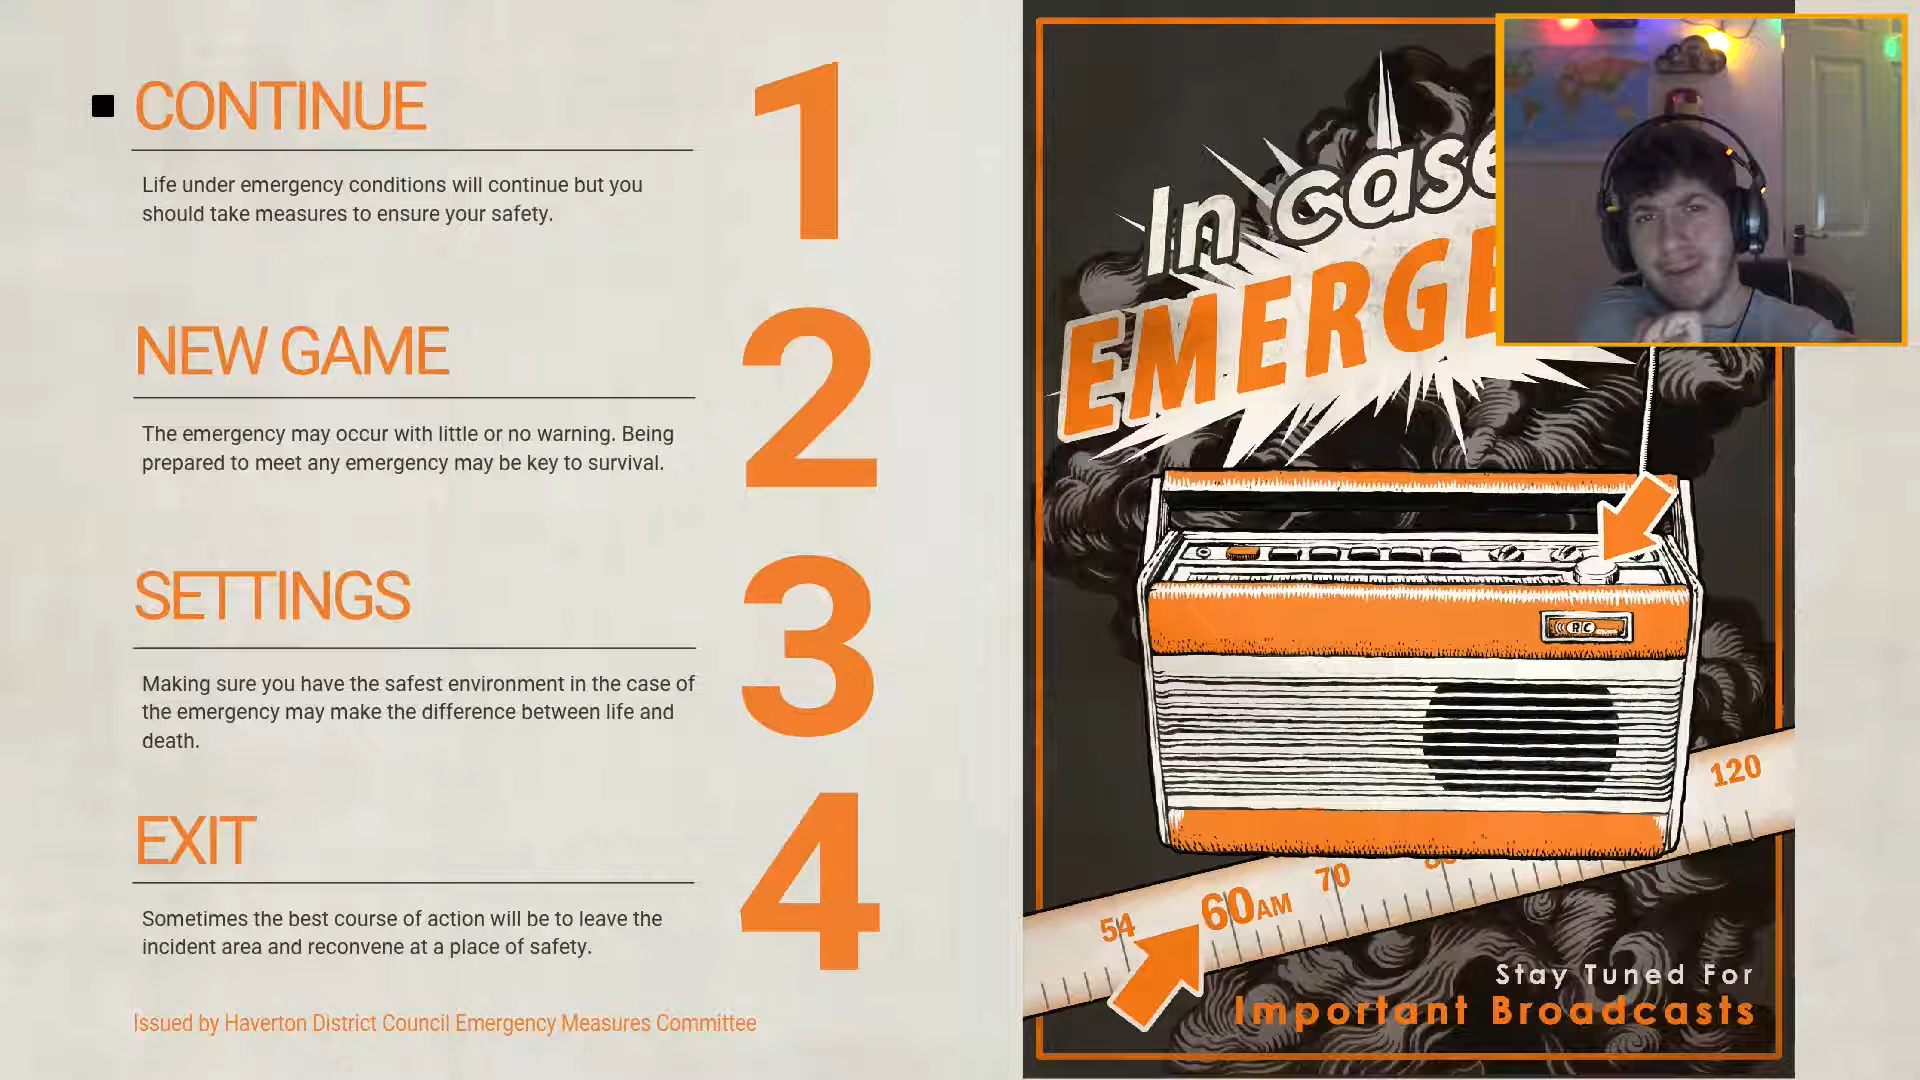 CONTINUE
1
Life under emergency conditions will continue but you
should take measures to ensure your safety.
NEW GAME
2
The emergency may occur with little or no warning. Being
prepared to meet any emergency may be key to survival.
SETTINGS
3
Making sure you have the safest environment in the case of
the emergency may make the difference between life and
death.
EXIT
4
Sometimes the best course of action will be to leave the
incident area and reconvene at a place of safety.
Issued by Haverton District Council Emergency Measures Committee
In case
EMERGE
RC
54 60AM 70 120
Stay Tuned For
Important Broadcasts